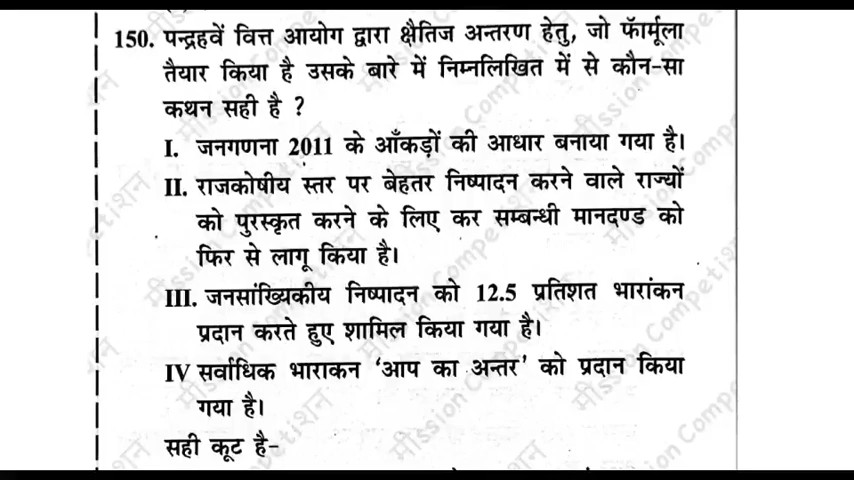 150. पन्द्रहवें वित्त आयोग द्वारा क्षैतिज अन्तरण हेतु, जो फॅार्मूला
तैयार किया है उसके बारे में निम्नलिखित में से कौन-सा
कथन सही है ?
I. जनगणना 2011 के आँकड़ों की आधार बनाया गया है।
II. राजकोषीय स्तर पर बेहतर निष्पादन करने वाले राज्यों
को पुरस्कृत करने के लिए कर सम्बन्धी मानदण्ड को
फिर से लागू किया है।
III. जनसांख्यिकीय निष्पादन को 12.5 प्रतिशत भारांकन
प्रदान करते हुए शामिल किया गया है।
IV सर्वाधिक भाराकन ‘आप का अन्तर’ को प्रदान किया
गया है।
सही कूट है-